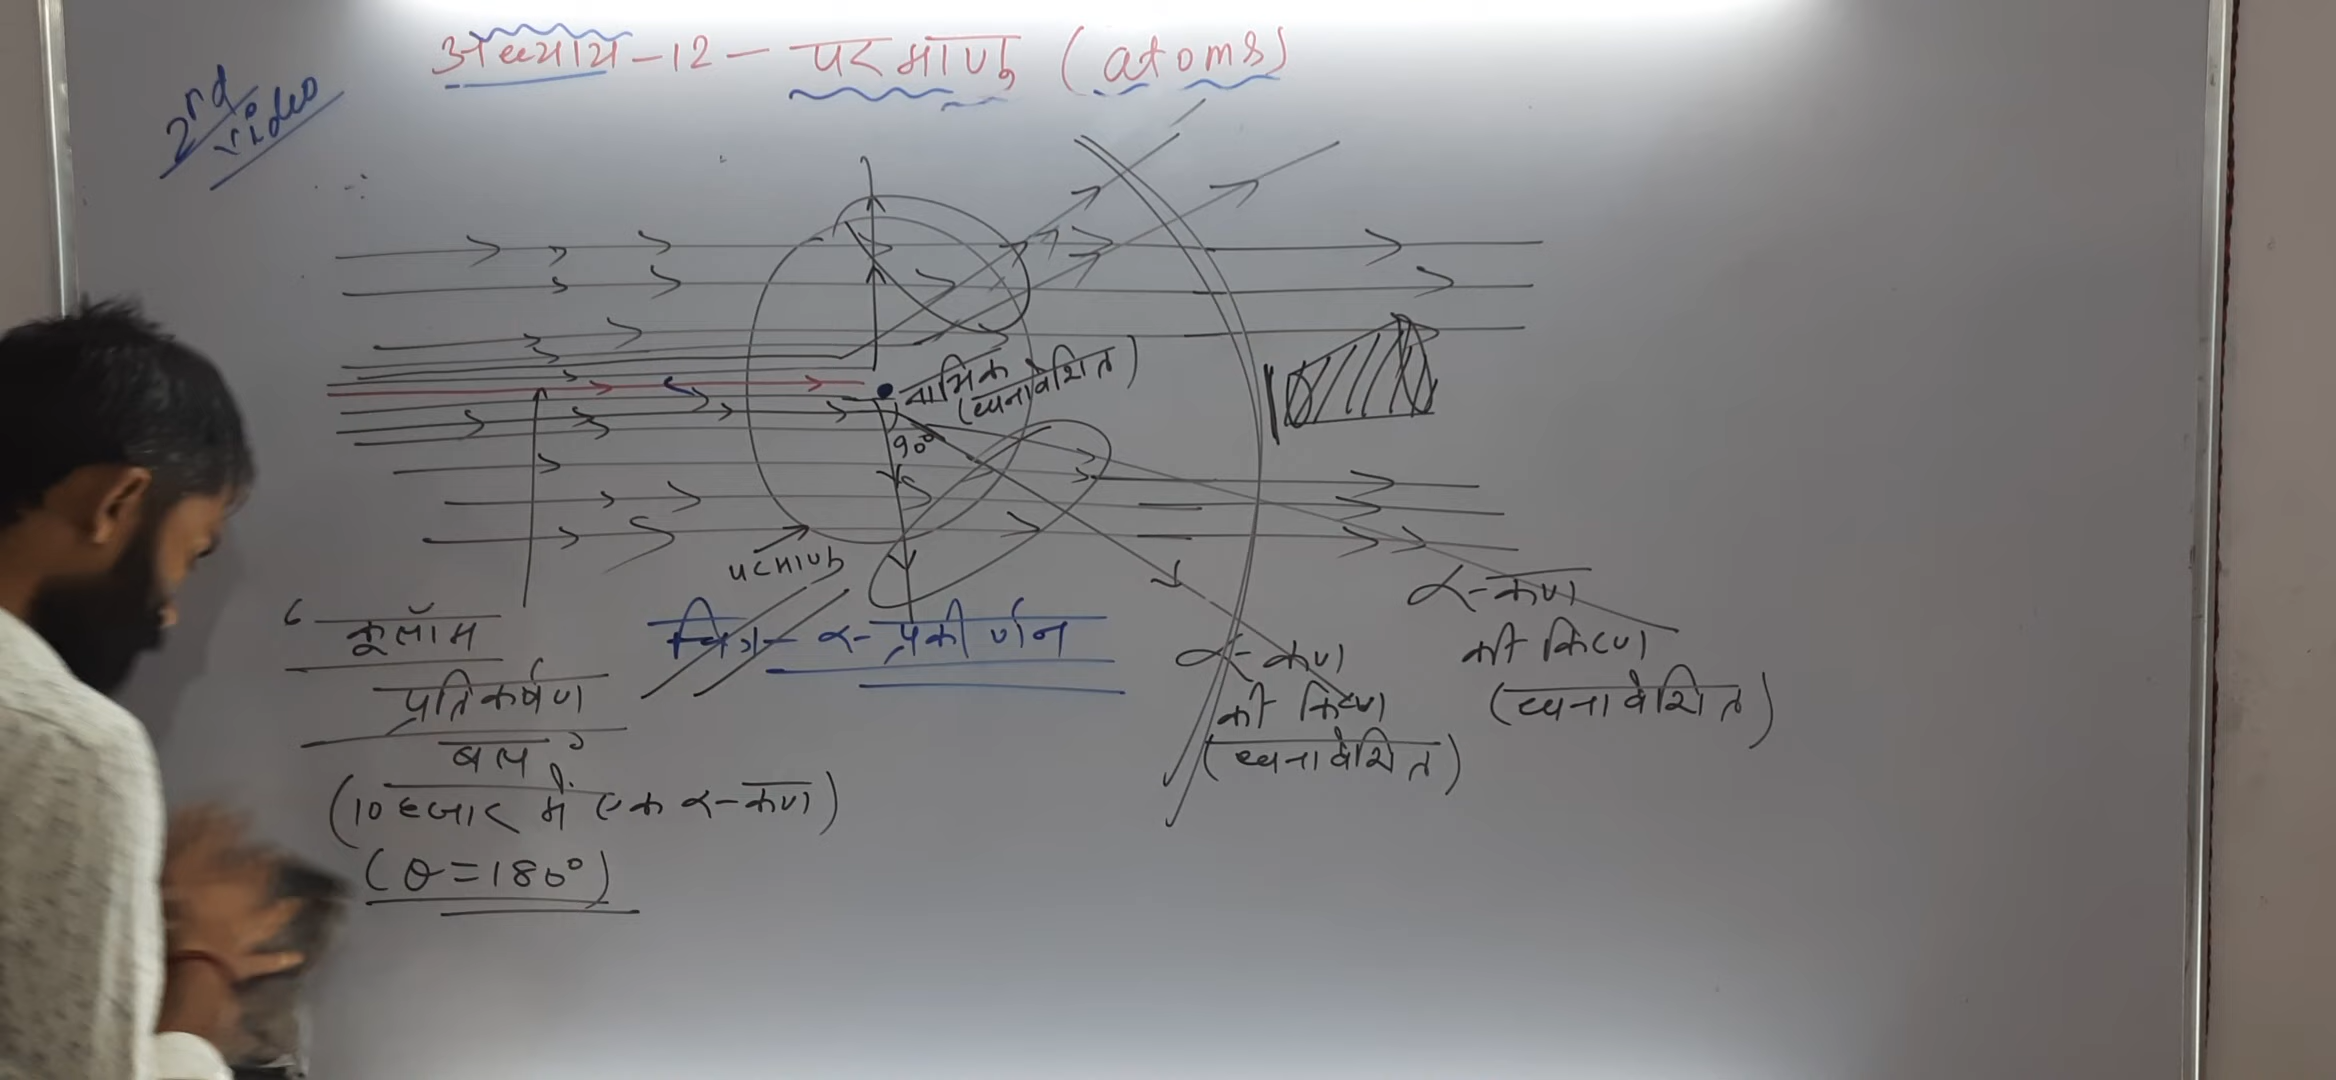 अध्याय-12- परमाणु (atoms)
2nd
video
नाभिक
(धनावेशित)
90°
परमाणु
चित्र- α- प्रकीर्णन
कूलॉम
प्रतिकर्षण
बल
(10 हजार में एक α-कण)
(θ=180°)
α-कण
की किरण
(धनावेशित)
α-कण
की किरण
(धनावेशित)